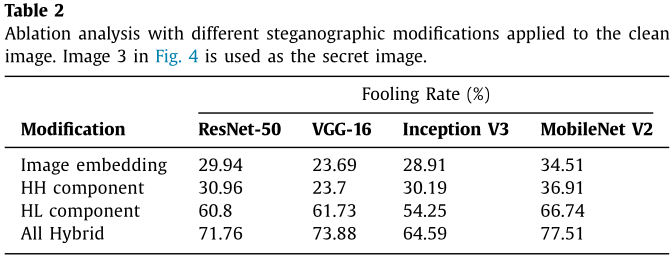 Table 2
Ablation analysis with different steganographic modifications applied to the clean
image. Image 3 in Fig. 4 is used as the secret image.
Fooling Rate (%)
Modification ResNet-50 VGG-16 Inception V3 MobileNet V2
Image embedding 29.94 23.69 28.91 34.51
HH component 30.96 23.7 30.19 36.91
HL component 60.8 61.73 54.25 66.74
All Hybrid 71.76 73.88 64.59 77.51